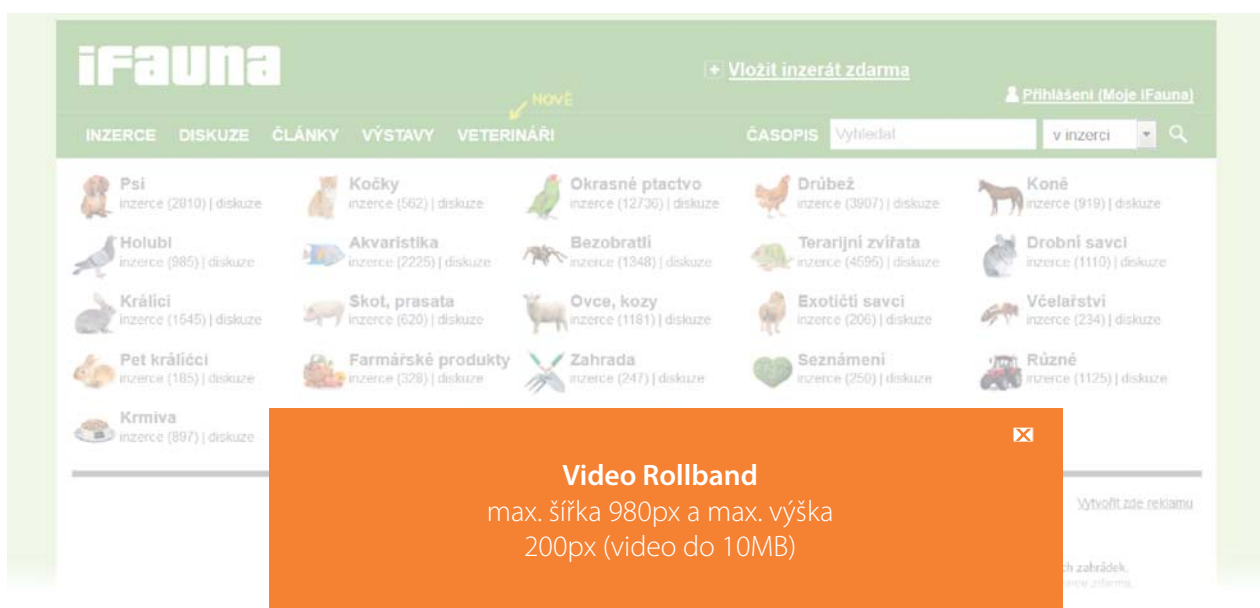 iFauna
Vložit inzerát zdarma
NOVĚ
Přihlášení (Moje iFauna)
INZERCE DISKUZE ČLÁNKY VÝSTAVY VETERINÁŘI ČASOPIS Vyhledat v inzerci
Psi Kočky Okrasné ptactvo Drůbež Koně
inzerce (2810) | diskuze inzerce (562) | diskuze inzerce (12736) | diskuze inzerce (3907) | diskuze inzerce (919) | diskuze
Holubi Akvaristika Bezobratlí Terarijní zvířata Drobní savci
inzerce (985) | diskuze inzerce (2225) | diskuze inzerce (1348) | diskuze inzerce (4595) | diskuze inzerce (1110) | diskuze
Králíci Skot, prasata Ovce, kozy Exotičtí savci Včelařství
inzerce (1545) | diskuze inzerce (620) | diskuze inzerce (1181) | diskuze inzerce (206) | diskuze inzerce (234) | diskuze
Pet králíčci Farmářské produkty Zahrada Seznámení Různé
inzerce (185) | diskuze inzerce (328) | diskuze inzerce (247) | diskuze inzerce (250) | diskuze inzerce (1125) | diskuze
Krmiva
inzerce (897) | diskuze
Video Rollband
Vytvořit zde reklamu
max. šířka 980px a max. výška
200px (video do 10MB)
zahrádek.
zdarma.